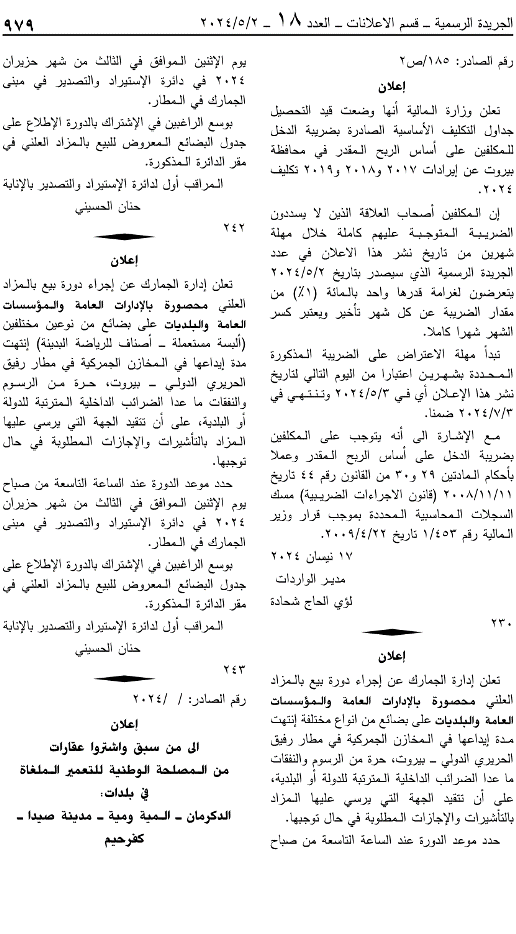 الجريدة الرسمية ــ قسم الاعلانات ــ العدد ١٨ ــ ٢٠٢٤/٥/٢
٩٧٩
رقم الصادر: ١٨٥/ص٢
إعلان
تعلن وزارة المالية أنها وضعت قيد التحصيل
جداول التكليف الأساسية الصادرة بضريبة الدخل
للمكلفين على أساس الربح المقدر في محافظة
بيروت عن إيرادات ٢٠١٧ و٢٠١٨ و٢٠١٩ تكليف
٢٠٢٤.
إن المكلفين أصحاب العلاقة الذين لا يسددون
الضريبة المتوجبة عليهم كاملة خلال مهلة
شهرين من تاريخ نشر هذا الاعلان في عدد
الجريدة الرسمية الذي سيصدر بتاريخ ٢٠٢٤/٥/٢
يتعرضون لغرامة قدرها واحد بالمائة (١٪) من
مقدار الضريبة عن كل شهر تأخير ويعتبر كسر
الشهر شهرا كاملا.
تبدأ مهلة الاعتراض على الضريبة المذكورة
المحددة بشهرين اعتبارا من اليوم التالي لتاريخ
نشر هذا الإعلان أي في ٢٠٢٤/٥/٣ وتنتهي في
٢٠٢٤/٧/٣ ضمنا.
مع الإشارة الى أنه يتوجب على المكلفين
بضريبة الدخل على أساس الربح المقدر وعملا
بأحكام المادتين ٢٩ و٣٠ من القانون رقم ٤٤ تاريخ
٢٠٠٨/١١/١١ (قانون الاجراءات الضريبية) مسك
السجلات المحاسبية المحددة بموجب قرار وزير
المالية رقم ١/٤٥٣ تاريخ ٢٠٠٩/٤/٢٢.
١٧ نيسان ٢٠٢٤
مدير الواردات
لؤي الحاج شحادة
٢٣٠
إعلان
تعلن إدارة الجمارك عن إجراء دورة بيع بالمزاد
العلني محصورة بالإدارات العامة والمؤسسات
العامة والبلديات على بضائع من انواع مختلفة إنتهت
مدة إيداعها في المخازن الجمركية في مطار رفيق
الحريري الدولي ــ بيروت، حرة من الرسوم والنفقات
ما عدا الضرائب الداخلية المترتبة للدولة أو البلدية،
على أن تتقيد الجهة التي يرسي عليها المزاد
بالتأشيرات والإجازات المطلوبة في حال توجبها.
حدد موعد الدورة عند الساعة التاسعة من صباح
يوم الإثنين الموافق في الثالث من شهر حزيران
٢٠٢٤ في دائرة الإستيراد والتصدير في مبنى
الجمارك في المطار.
بوسع الراغبين في الإشتراك بالدورة الإطلاع على
جدول البضائع المعروض للبيع بالمزاد العلني في
مقر الدائرة المذكورة.
المراقب أول لدائرة الإستيراد والتصدير بالإنابة
حنان الحسيني
٢٤٢
إعلان
تعلن إدارة الجمارك عن إجراء دورة بيع بالمزاد
العلني محصورة بالإدارات العامة والمؤسسات
العامة والبلديات على بضائع من نوعين مختلفين
(ألبسة مستعملة ــ أصناف للرياضة البدينة) إنتهت
مدة إيداعها في المخازن الجمركية في مطار رفيق
الحريري الدولي ــ بيروت، حرة من الرسوم
والنفقات ما عدا الضرائب الداخلية المترتبة للدولة
أو البلدية، على أن تتقيد الجهة التي يرسي عليها
المزاد بالتأشيرات والإجازات المطلوبة في حال
توجبها.
حدد موعد الدورة عند الساعة التاسعة من صباح
يوم الإثنين الموافق في الثالث من شهر حزيران
٢٠٢٤ في دائرة الإستيراد والتصدير في مبنى
الجمارك في المطار.
بوسع الراغبين في الإشتراك بالدورة الإطلاع على
جدول البضائع المعروض للبيع بالمزاد العلني في
مقر الدائرة المذكورة.
المراقب أول لدائرة الإستيراد والتصدير بالإنابة
حنان الحسيني
٢٤٣
رقم الصادر: / /٢٠٢٤
إعلان
الى من سبق واشتروا عقارات
من المصلحة الوطنية للتعمير الملغاة
في بلدات:
الدكرمان ــ المية ومية ــ مدينة صيدا ــ
كفرحيم